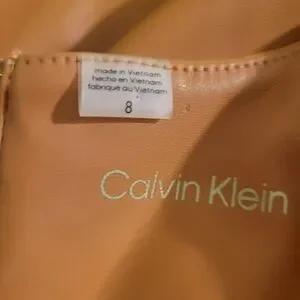 made in Vietnam
hecho en Vietnam
fabriqué au Vietnam
8
Calvin Klein